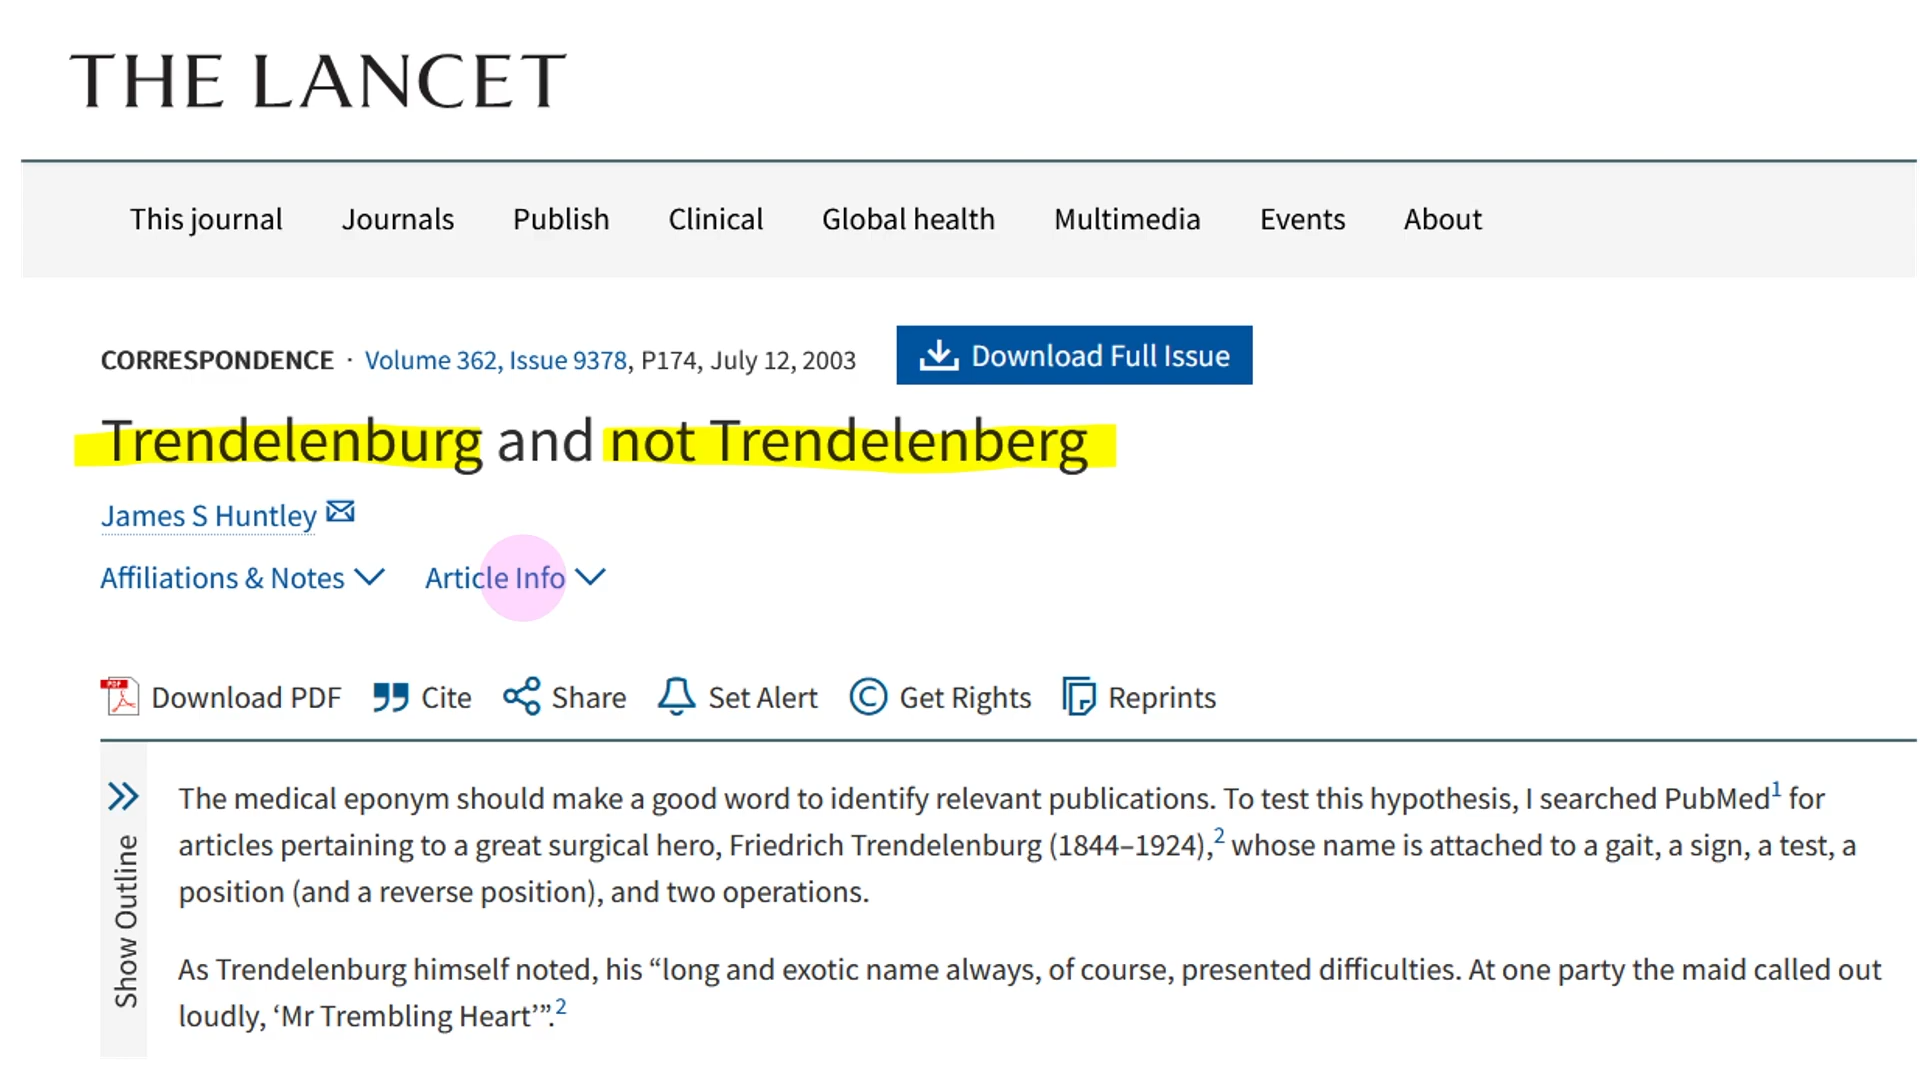 THE LANCET
This journal Journals Publish Clinical Global health Multimedia Events About
CORRESPONDENCE · Volume 362, Issue 9378, P174, July 12, 2003 Download Full Issue
Trendelenburg and not Trendelenberg
James S Huntley
Affiliations & Notes Article Info
PDF Download PDF Cite Share Set Alert © Get Rights Reprints
Show Outline
The medical eponym should make a good word to identify relevant publications. To test this hypothesis, I searched PubMed¹ for
articles pertaining to a great surgical hero, Friedrich Trendelenburg (1844–1924),² whose name is attached to a gait, a sign, a test, a
position (and a reverse position), and two operations.
As Trendelenburg himself noted, his “long and exotic name always, of course, presented difficulties. At one party the maid called out
loudly, ‘Mr Trembling Heart’”.²